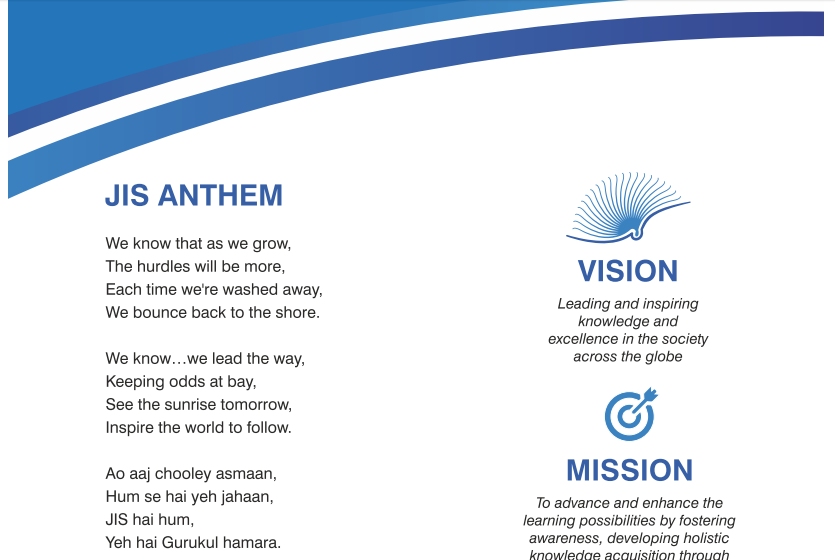 JIS ANTHEM
We know that as we grow,
The hurdles will be more,
Each time we're washed away,
We bounce back to the shore.
We know…we lead the way,
Keeping odds at bay,
See the sunrise tomorrow,
Inspire the world to follow.
Ao aaj chooley asmaan,
Hum se hai yeh jahaan,
JIS hai hum,
Yeh hai Gurukul hamara.
VISION
Leading and inspiring
knowledge and
excellence in the society
across the globe
MISSION
To advance and enhance the
learning possibilities by fostering
awareness, developing holistic
knowledge acquisition through